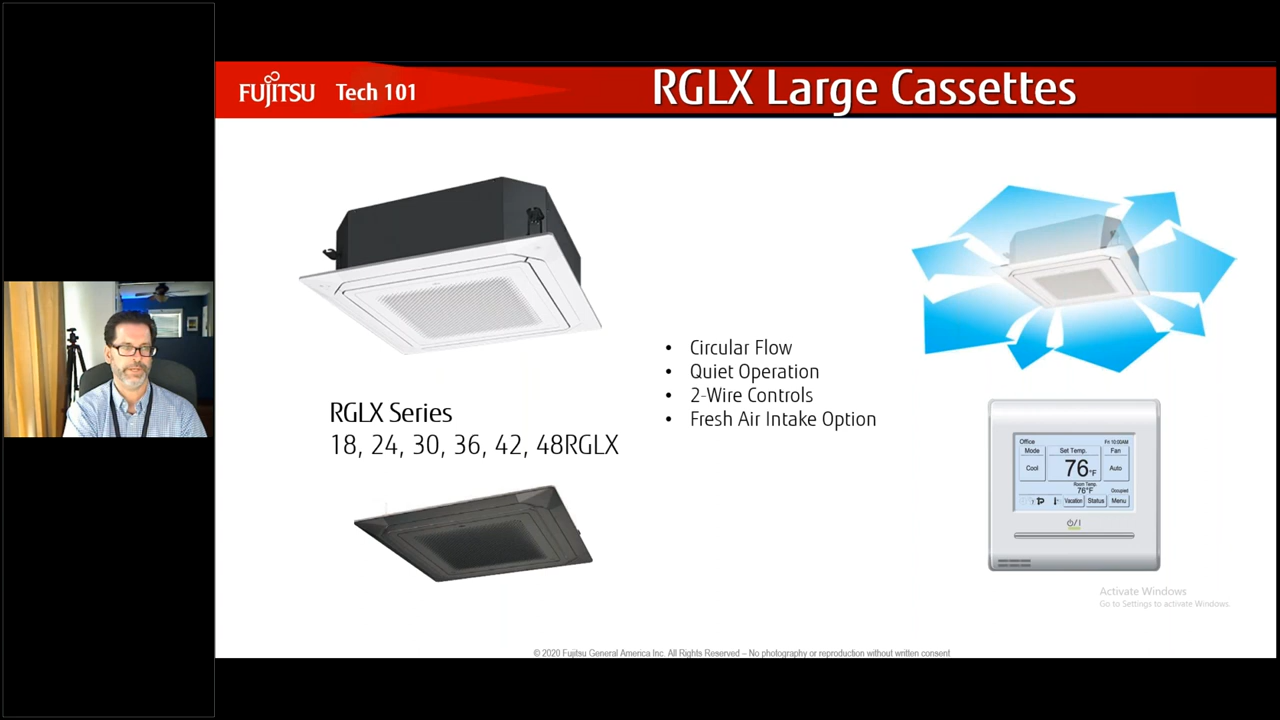 FUJITSU Tech 101
RGLX Large Cassettes
Circular Flow
Quiet Operation
2-Wire Controls
Fresh Air Intake Option
RGLX Series
18, 24, 30, 36, 42, 48RGLX
Office Fri 10:00AM
Mode Set Temp. Fan
Cool 76°F Auto
Room Temp.
76°F Occupied
Vacation Status Menu
Activate Windows
Go to Settings to activate Windows.
© 2020 Fujitsu General America Inc. All Rights Reserved – No photography or reproduction without written consent